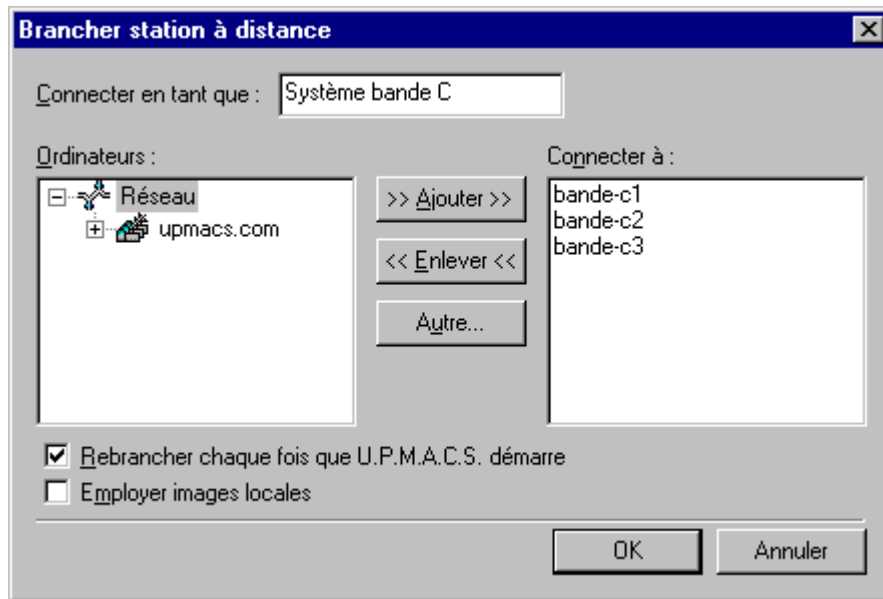 Brancher station à distance
Connecter en tant que : Système bande C
Ordinateurs :
Réseau
upmacs.com
>> Ajouter >>
<< Enlever <<
Autre...
Connecter à :
bande-c1
bande-c2
bande-c3
Rebrancher chaque fois que U.P.M.A.C.S. démarre
Employer images locales
OK
Annuler